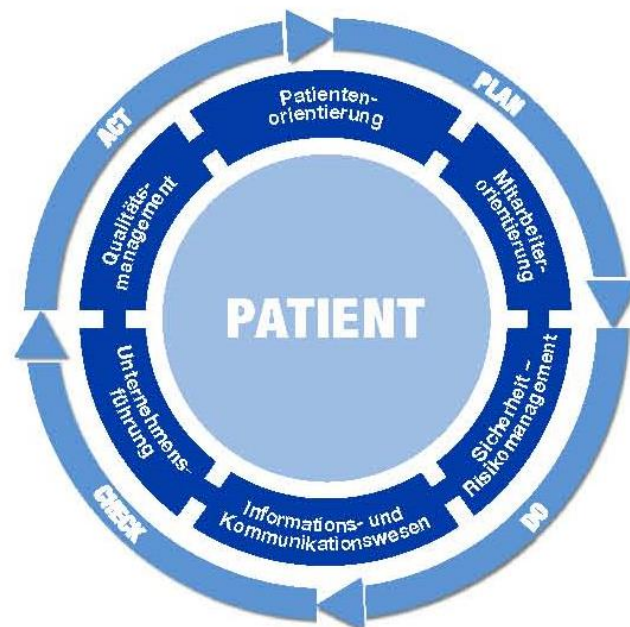 ACT
PLAN
DO
CHECK
Patienten-
orientierung
Mitarbeiter-
orientierung
Sicherheit –
Risikomanagement
Informations- und
Kommunikationswesen
Unternehmens-
führung
Qualitäts-
management
PATIENT